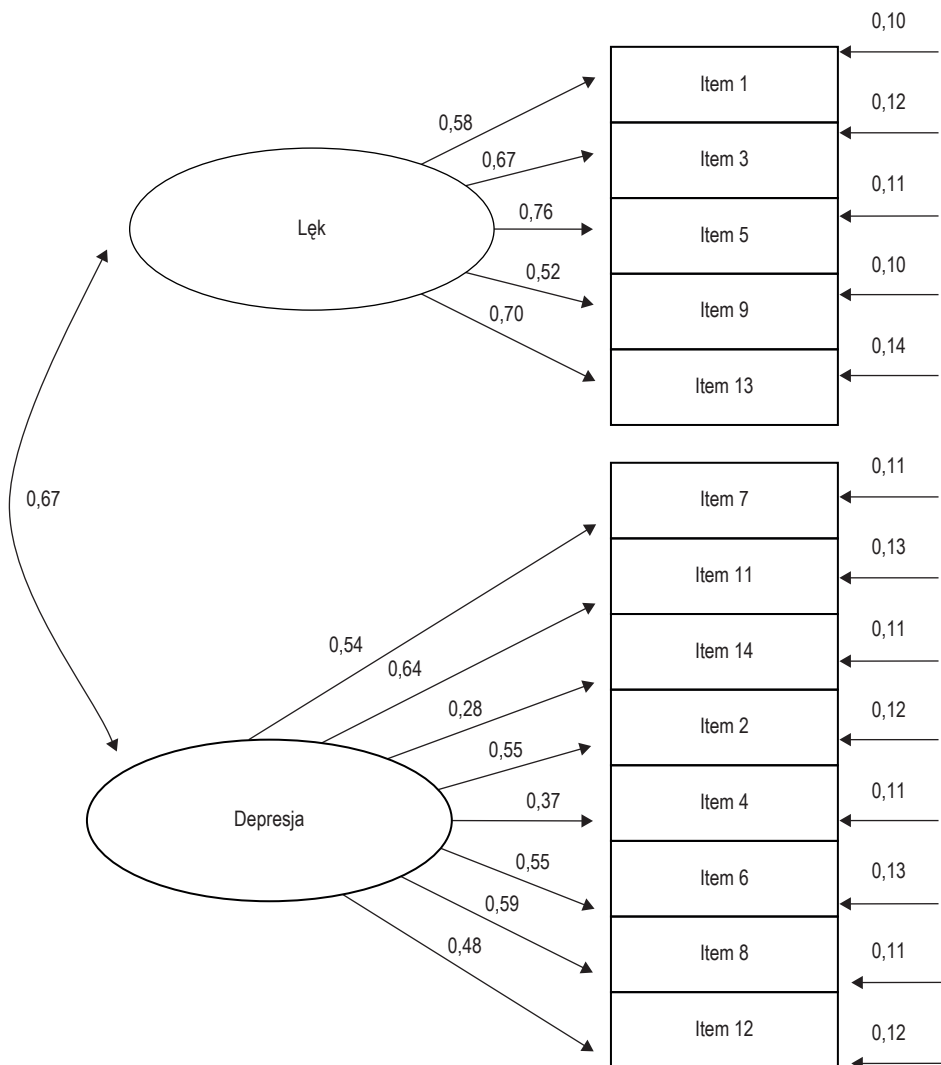 0,10
Item 1
0,58
0,12
Item 3
0,67
0,11
Lęk
0,76
Item 5
0,10
0,52
Item 9
0,70
0,14
Item 13
0,67
0,11
Item 7
0,13
Item 11
0,54
0,11
0,64
Item 14
0,28
0,12
0,55
Item 2
0,11
Depresja
0,37
Item 4
0,13
0,55
Item 6
0,59
0,11
0,48
Item 8
0,12
Item 12